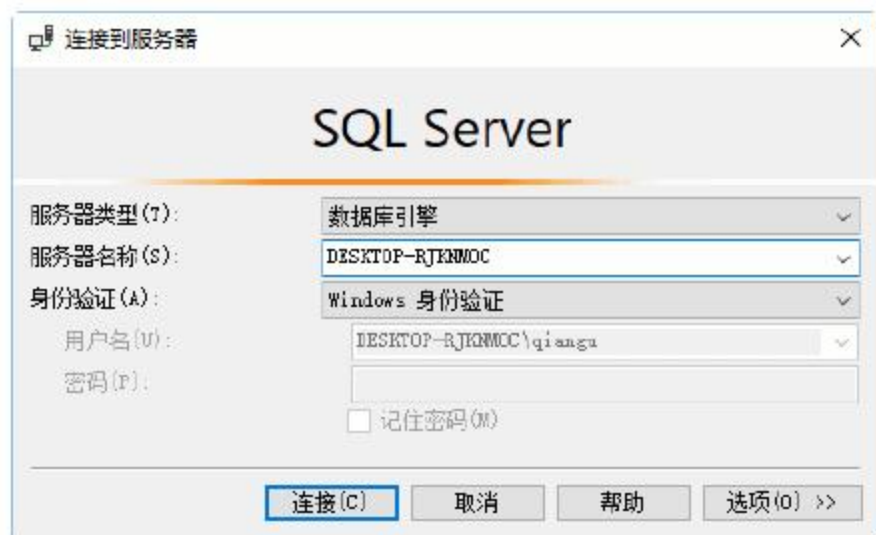 连接到服务器
SQL Server
服务器类型(T): 数据库引擎
服务器名称(S): DESKTOP-RJKNMOC
身份验证(A): Windows 身份验证
用户名(U): DESKTOP-RJKNMOC\qiangu
密码(P):
记住密码(M)
连接(C) 取消 帮助 选项(O) >>